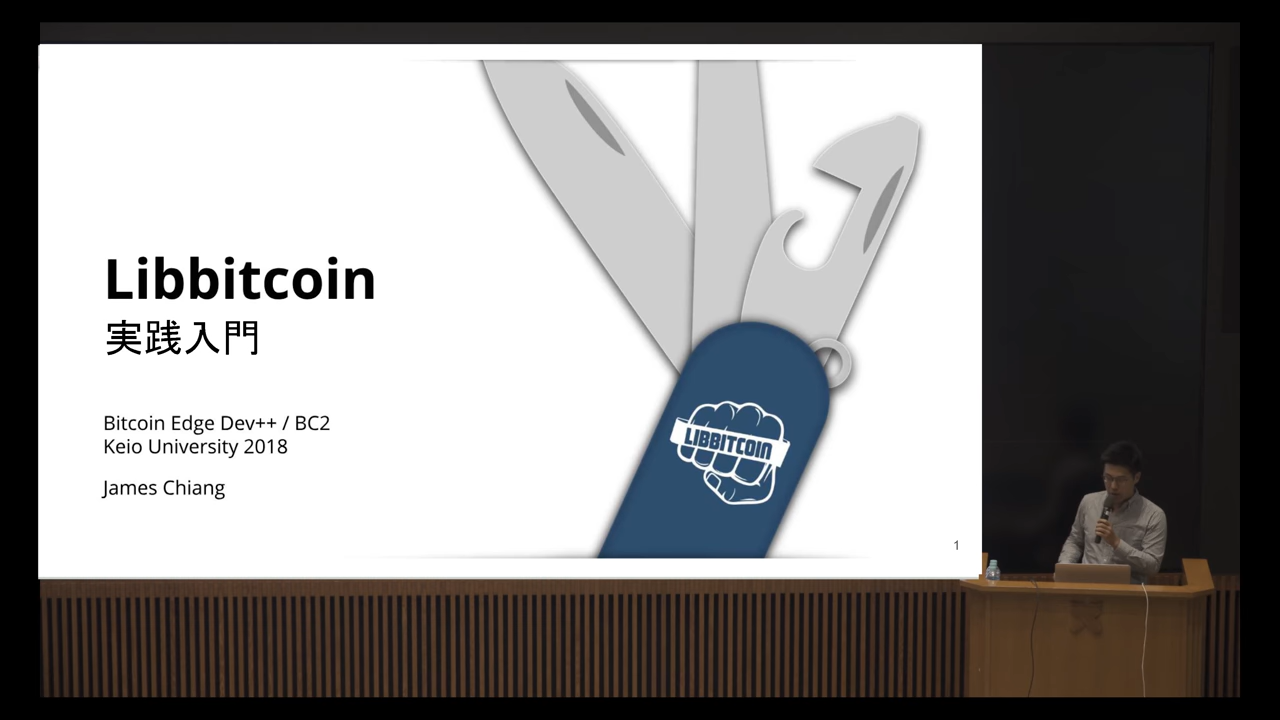 Libbitcoin
実践入門
Bitcoin Edge Dev++ / BC2
Keio University 2018
James Chiang
LIBBITCOIN
1